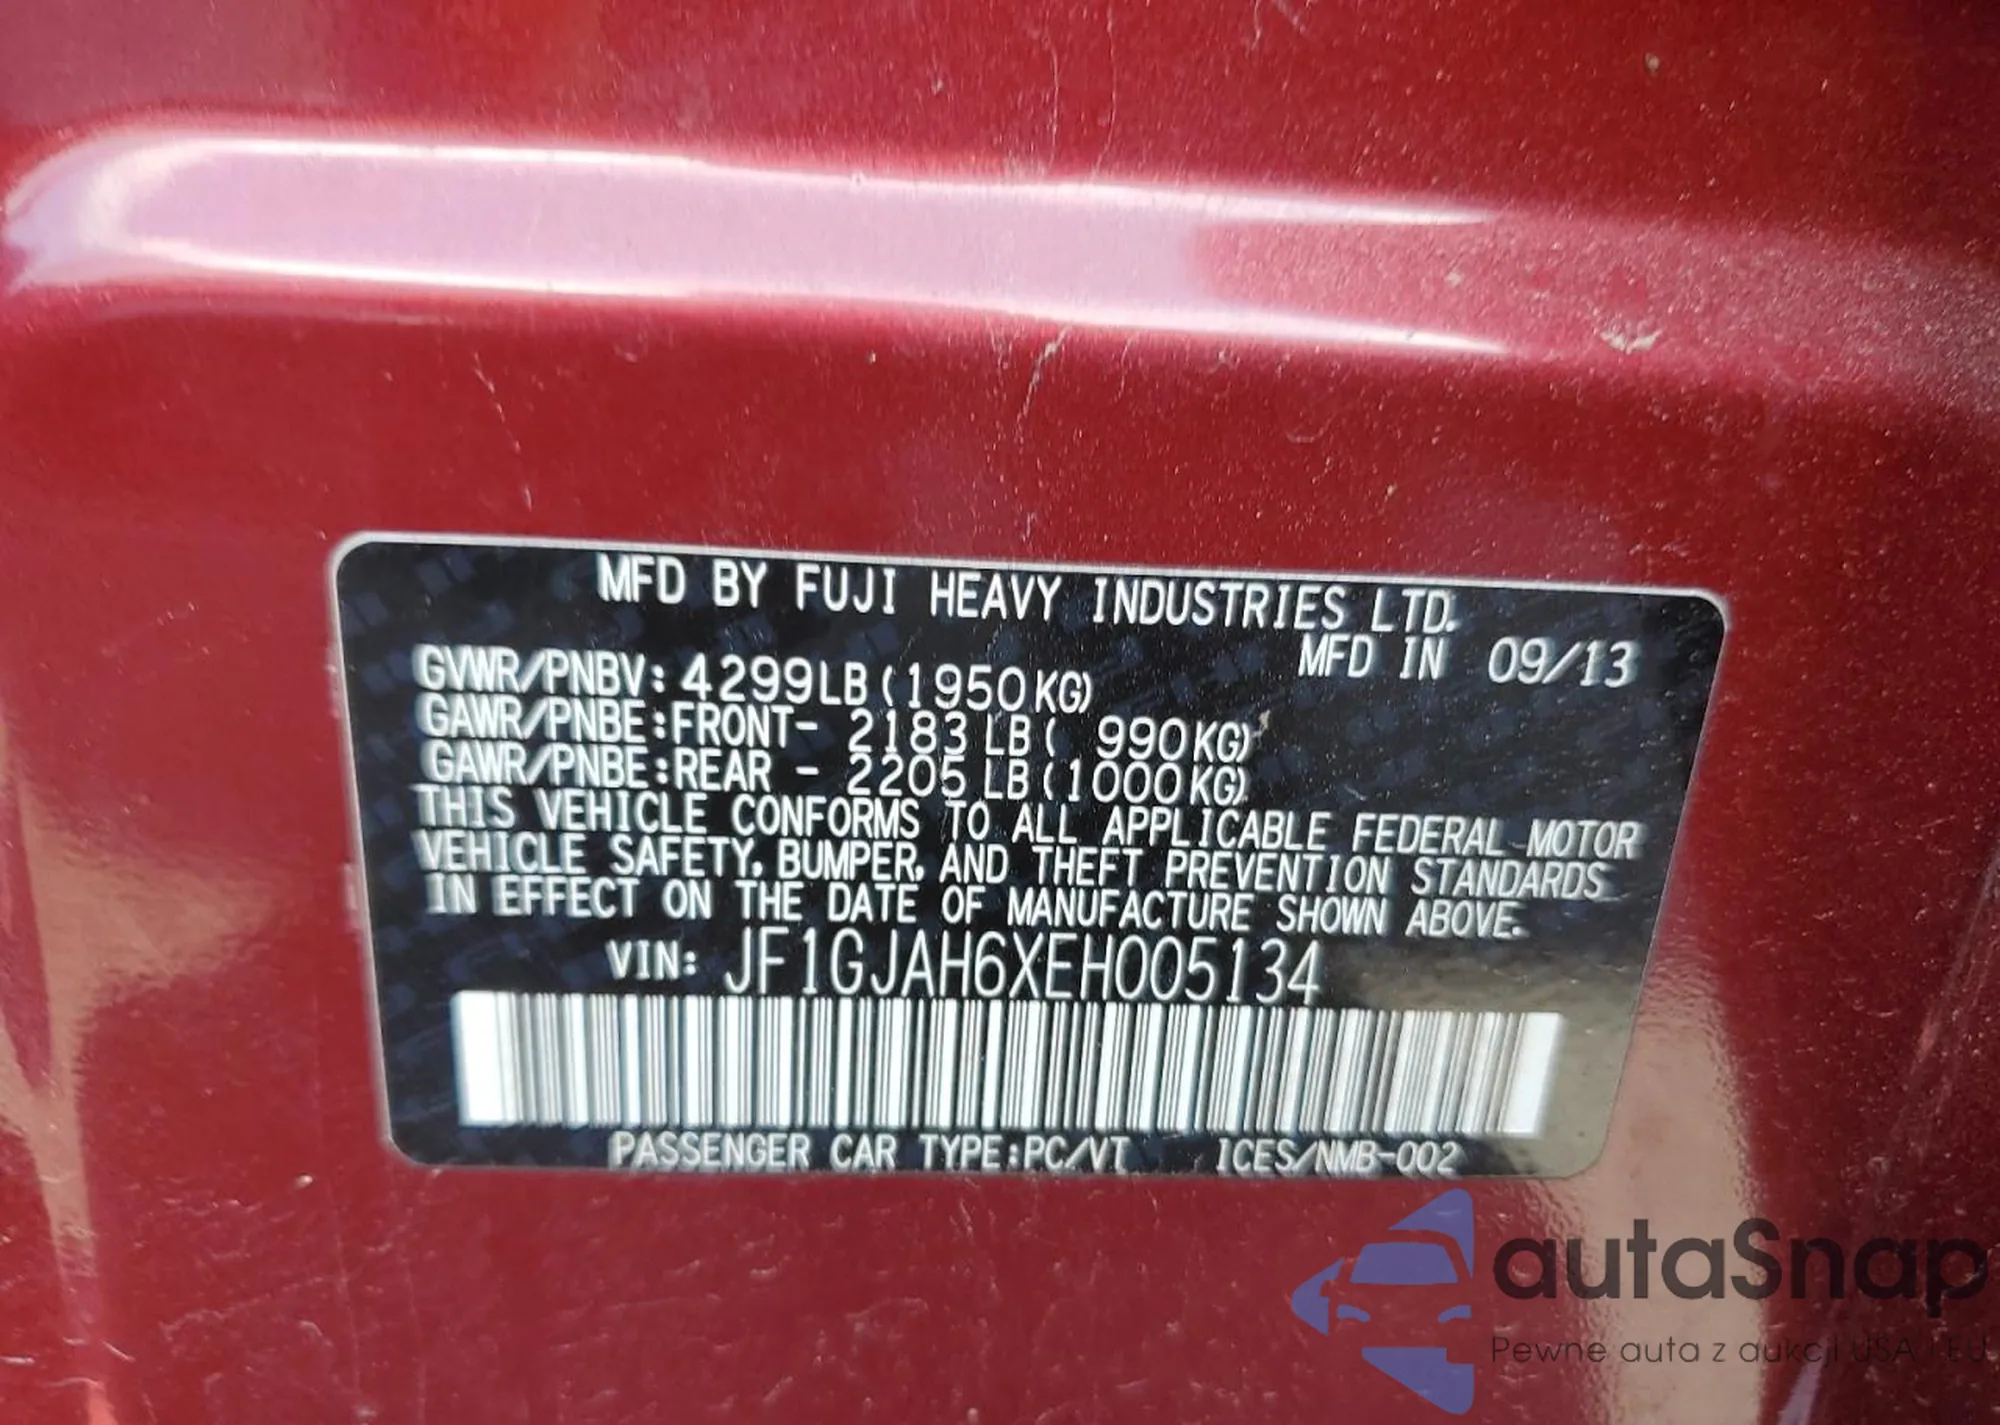 MFD BY FUJI HEAVY INDUSTRIES LTD.
MFD IN 09/13
GVWR/PNBV: 4299LB(1950KG)
GAWR/PNBE:FRONT- 2183LB( 990KG)
GAWR/PNBE:REAR - 2205LB(1000KG)
THIS VEHICLE CONFORMS TO ALL APPLICABLE FEDERAL MOTOR
VEHICLE SAFETY, BUMPER, AND THEFT PREVENTION STANDARDS
IN EFFECT ON THE DATE OF MANUFACTURE SHOWN ABOVE.
VIN: JF1GJAH6XEH005134
PASSENGER CAR TYPE:PC/VT ICES/NMB-002
autaSnap
Pewne auta z aukcji USA i EU